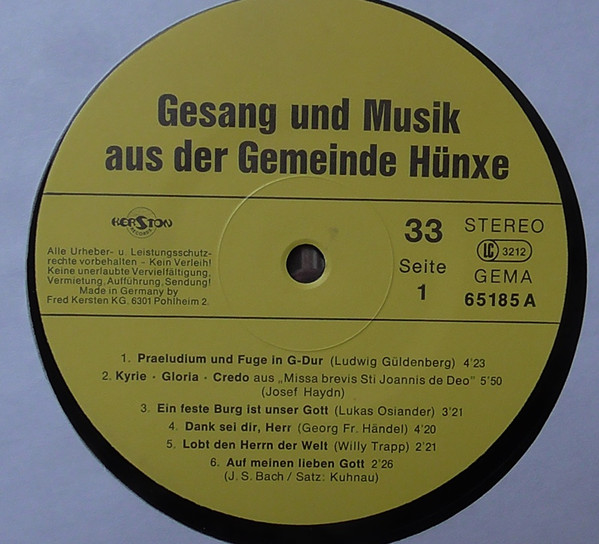 Gesang und Musik
aus der Gemeinde Hünxe
KERSTON
RECORDS
Alle Urheber- u. Leistungsschutz-
rechte vorbehalten - Kein Verleih!
Keine unerlaubte Vervielfältigung,
Vermietung, Aufführung, Sendung!
Made in Germany by
Fred Kersten KG. 6301 Pohlheim 2.
33
Seite
1
STEREO
LC 3212
GEMA
65185 A
1. Praeludium und Fuge in G-Dur (Ludwig Güldenberg) 4'23
2. Kyrie · Gloria · Credo aus „Missa brevis Sti Joannis de Deo" 5'50
(Josef Haydn)
3. Ein feste Burg ist unser Gott (Lukas Osiander) 3'21
4. Dank sei dir, Herr (Georg Fr. Händel) 4'20
5. Lobt den Herrn der Welt (Willy Trapp) 2'21
6. Auf meinen lieben Gott 2'26
(J. S. Bach / Satz: Kuhnau)